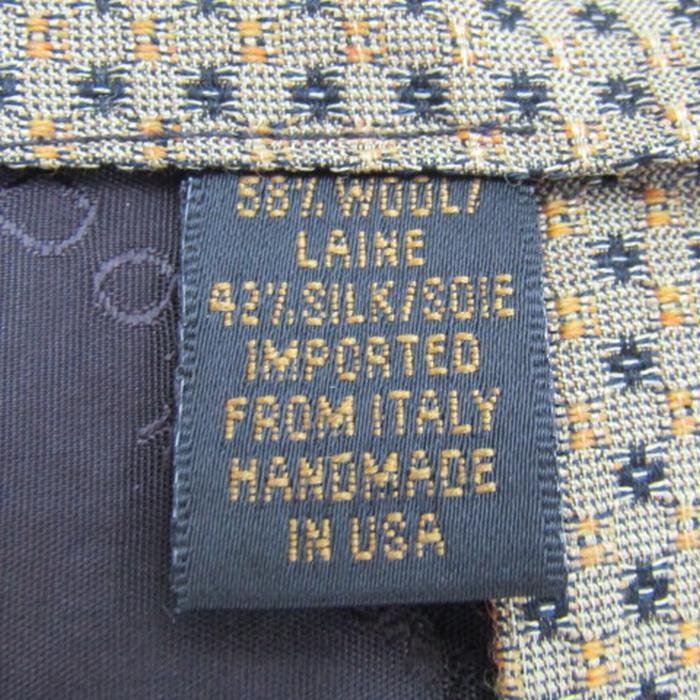 58% WOOL/
LAINE
42% SILK/SOIE
IMPORTED
FROM ITALY
HANDMADE
IN USA